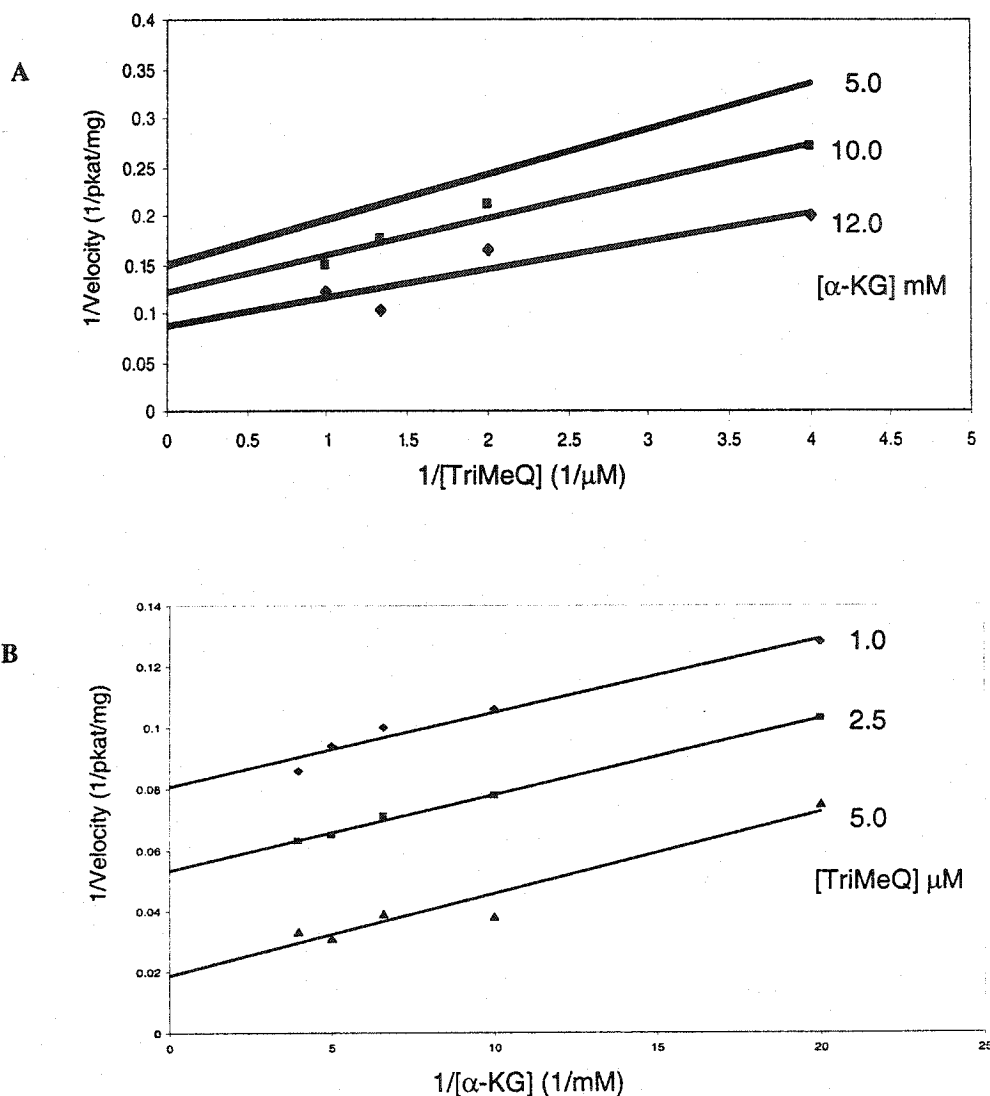 A
1/Velocity (1/pkat/mg)
0.4
0.35
0.3
0.25
0.2
0.15
0.1
0.05
0
0 0.5 1 1.5 2 2.5 3 3.5 4 4.5 5
1/[TriMeQ] (1/μM)
5.0
10.0
12.0
[α-KG] mM
B
1/Velocity (1/pkat/mg)
0.14
0.12
0.1
0.08
0.06
0.04
0.02
0
0 5 10 15 20 25
1/[α-KG] (1/mM)
1.0
2.5
5.0
[TriMeQ] μM